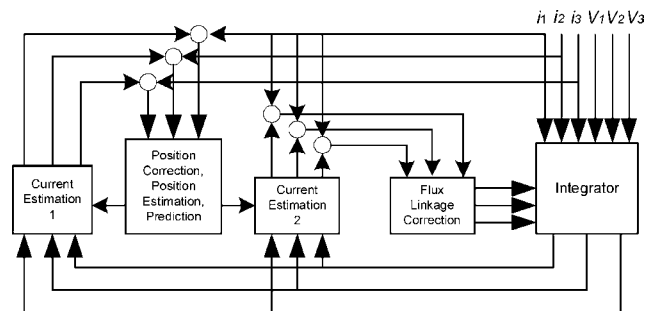 i1 i2 i3 V1 V2 V3
Position
Correction,
Position
Estimation,
Prediction
Current
Estimation
1
Current
Estimation
2
Flux
Linkage
Correction
Integrator